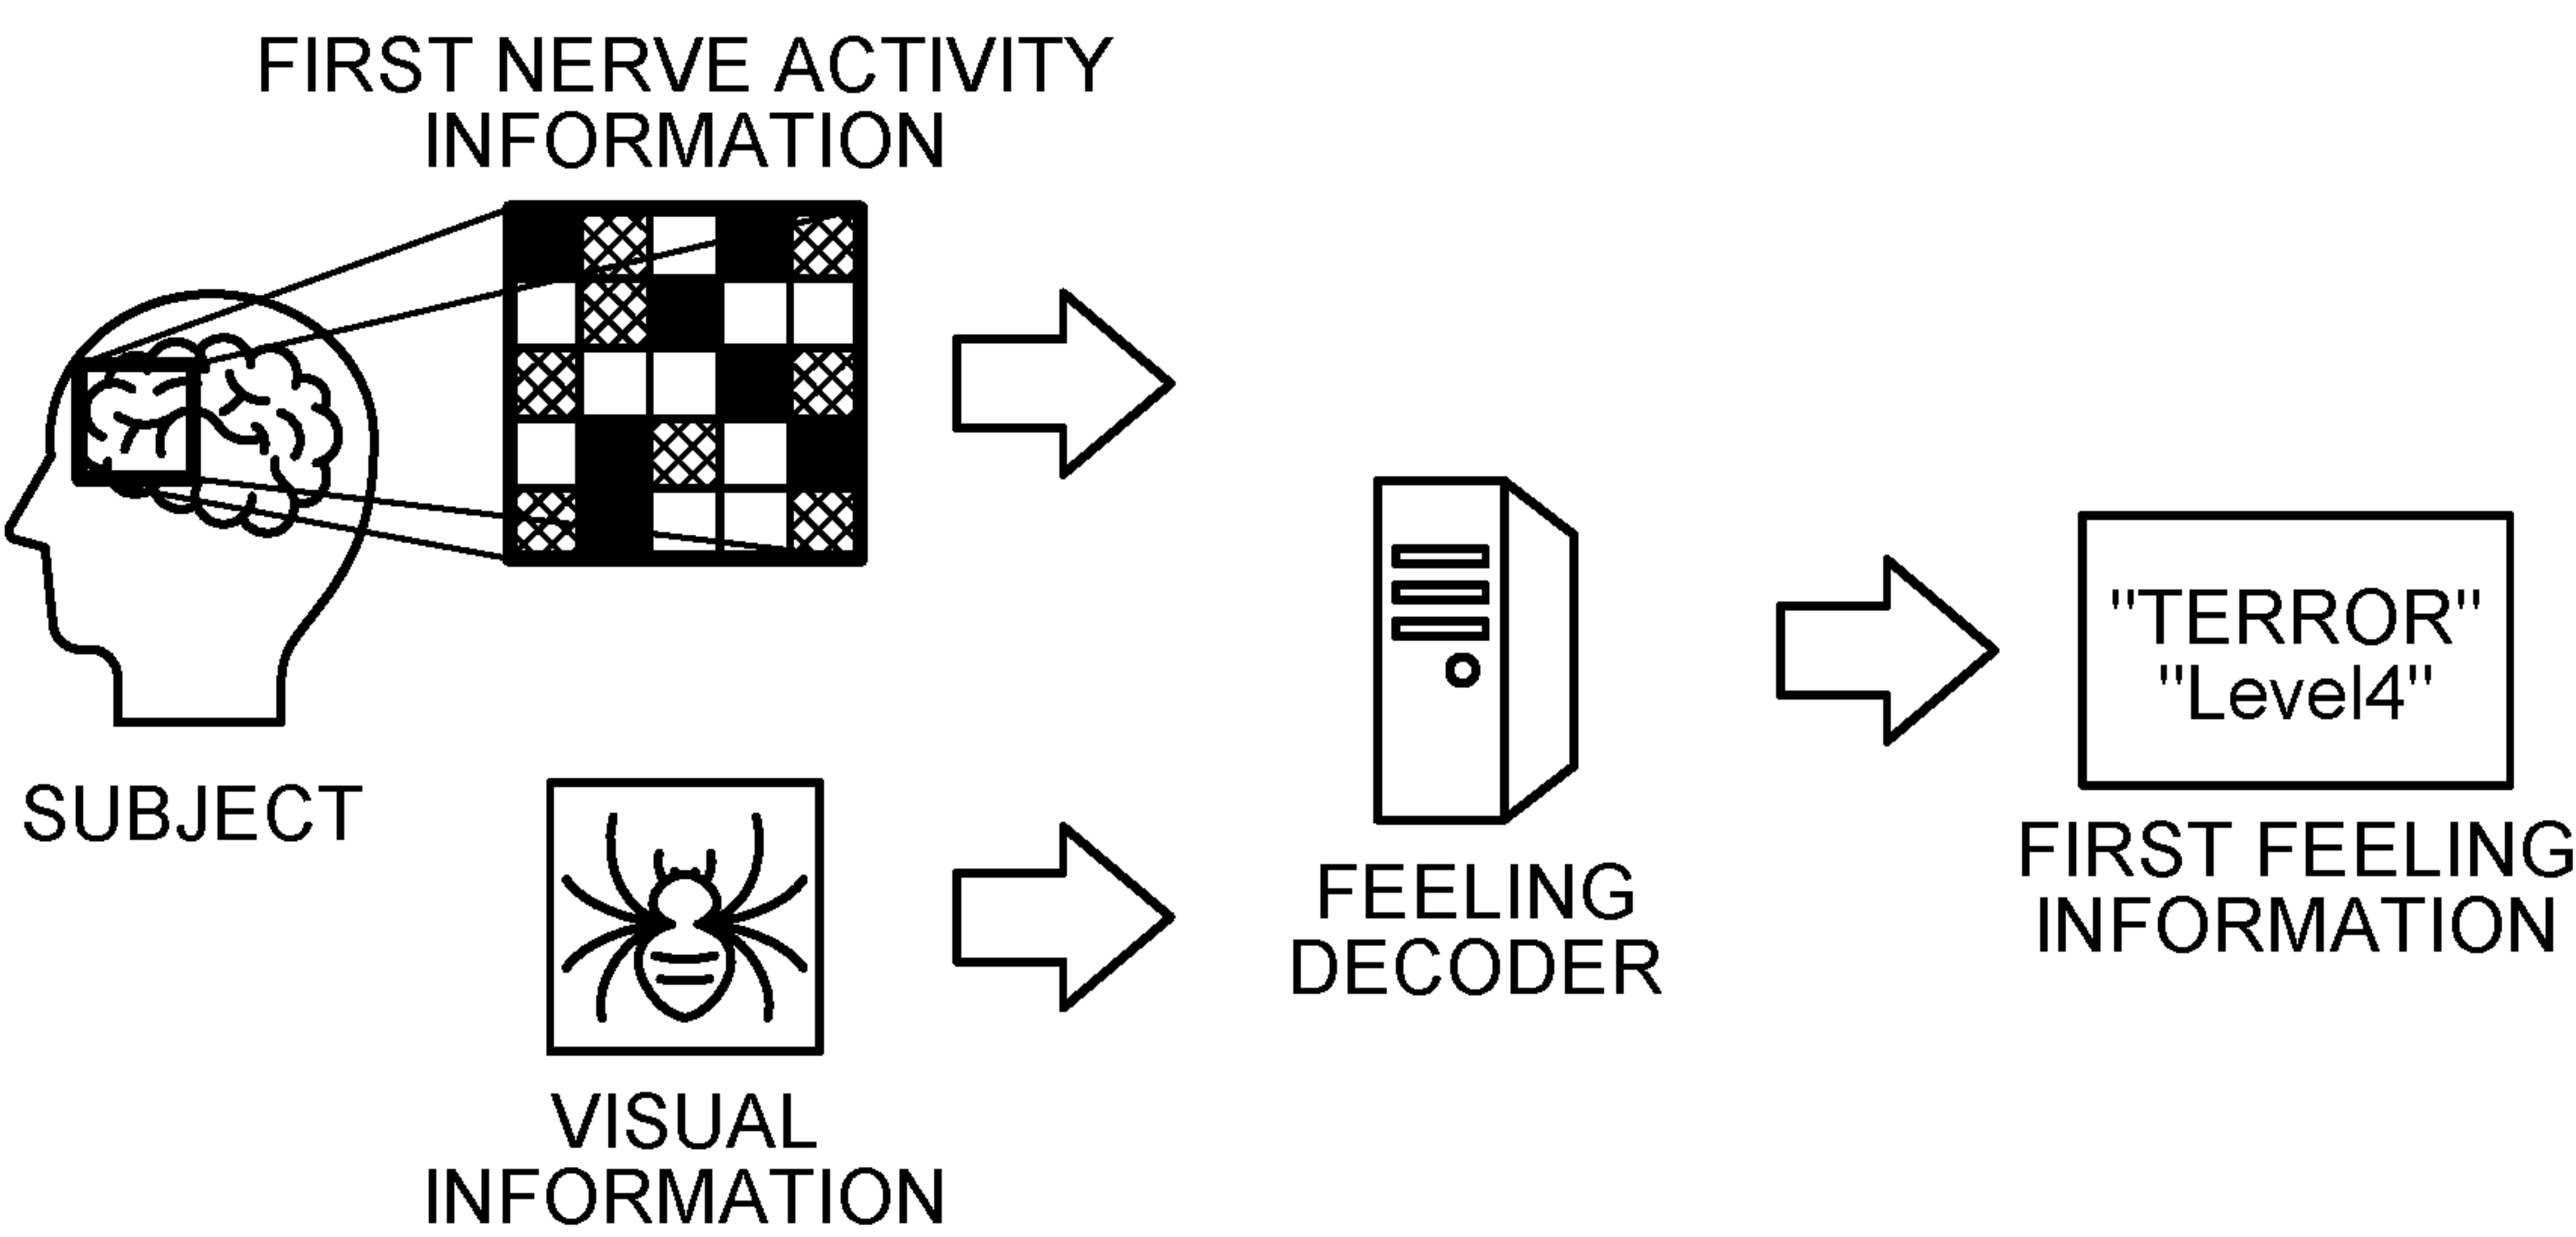 FIRST NERVE ACTIVITY
INFORMATION
SUBJECT
VISUAL
INFORMATION
FEELING
DECODER
"TERROR"
"Level4"
FIRST FEELING
INFORMATION